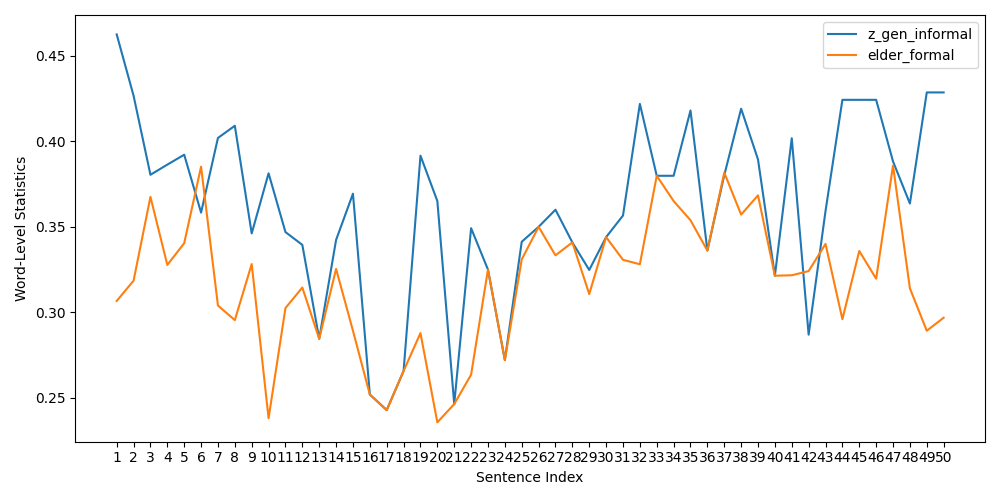 z_gen_informal
elder_formal
0.45
0.40
0.35
0.30
0.25
Word-Level Statistics
1 2 3 4 5 6 7 8 9 10 11 12 13 14 15 16 17 18 19 20 21 22 23 24 25 26 27 28 29 30 31 32 33 34 35 36 37 38 39 40 41 42 43 44 45 46 47 48 49 50
Sentence Index